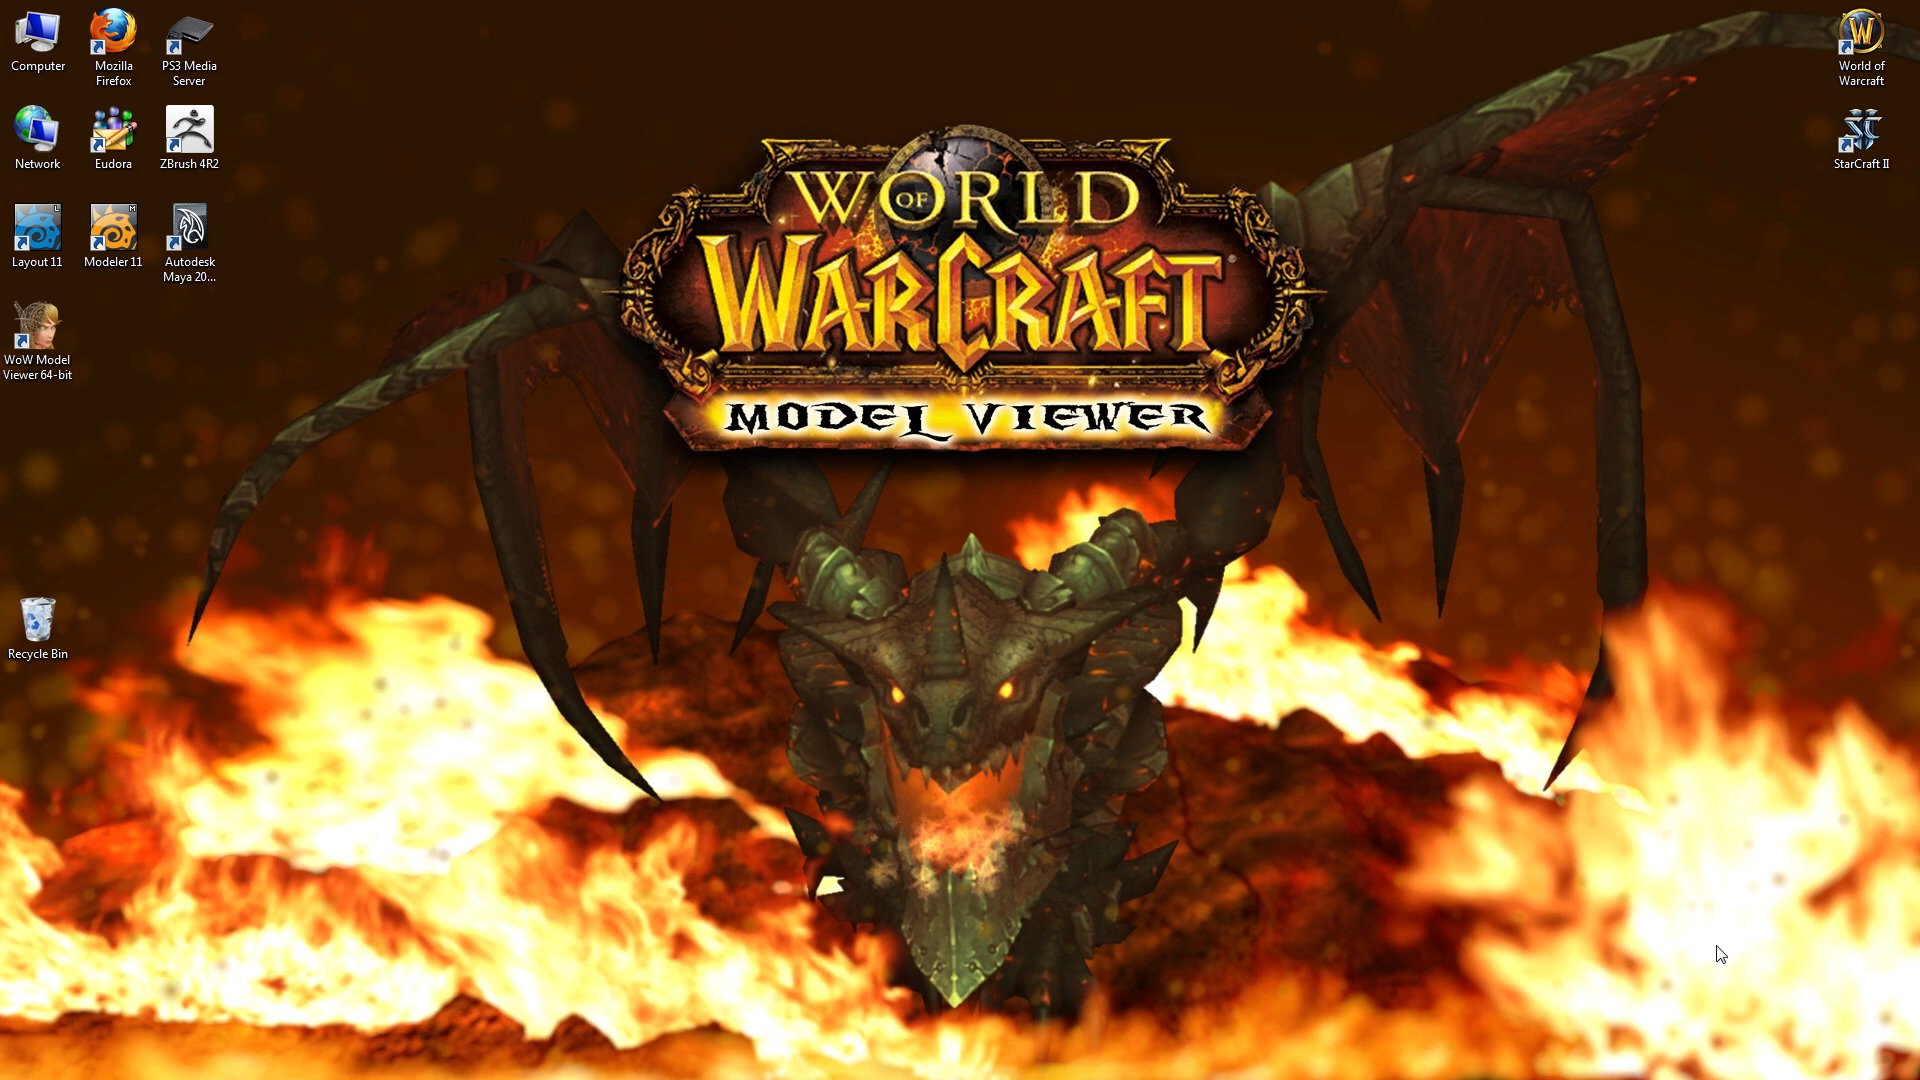 Computer
Mozilla
Firefox
PS3 Media
Server
Network
Eudora
ZBrush 4R2
L
Layout 11
M
Modeler 11
Autodesk
Maya 20...
WoW Model
Viewer 64-bit
Recycle Bin
WORLD
OF
WARCRAFT®
MODEL VIEWER
W
World of
Warcraft
SC
StarCraft II